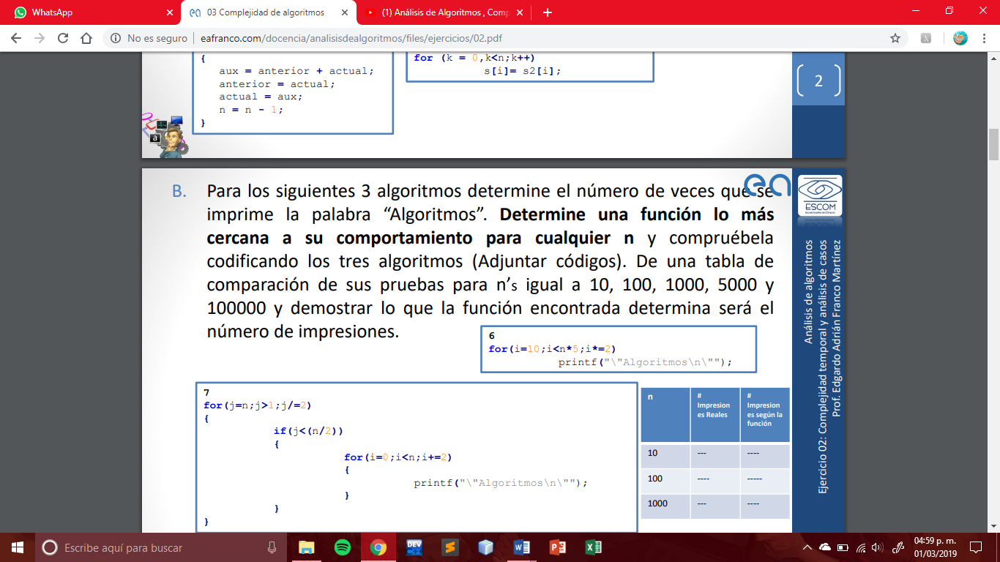 WhatsApp
03 Complejidad de algoritmos
(1) Análisis de Algoritmos , Comp
No es seguro | eafranco.com/docencia/analisisdealgoritmos/files/ejercicios/02.pdf
{
aux = anterior + actual;
anterior = actual;
actual = aux;
n = n - 1;
}
for (k = 0,k<n;k++)
s[i]= s2[i];
2
a
B. Para los siguientes 3 algoritmos determine el número de veces que se
imprime la palabra “Algoritmos”. Determine una función lo más
cercana a su comportamiento para cualquier n y compruébela
codificando los tres algoritmos (Adjuntar códigos). De una tabla de
comparación de sus pruebas para n’s igual a 10, 100, 1000, 5000 y
100000 y demostrar lo que la función encontrada determina será el
número de impresiones.
ea
ESCOM
Análisis de algoritmos
Ejercicio 02: Complejidad temporal y análisis de casos
Prof. Edgardo Adrián Franco Martínez
6
for(i=10;i<n*5;i*=2)
printf("\"Algoritmos\n\"");
7
for(j=n;j>1;j/=2)
{
if(j<(n/2))
{
for(i=0;i<n;i+=2)
{
printf("\"Algoritmos\n\"");
}
}
}
n # Impresion es Reales # Impresion es según la función
10 --- ----
100 ---- -----
1000 --- ----
Escribe aquí para buscar
DEV
04:59 p. m.
01/03/2019